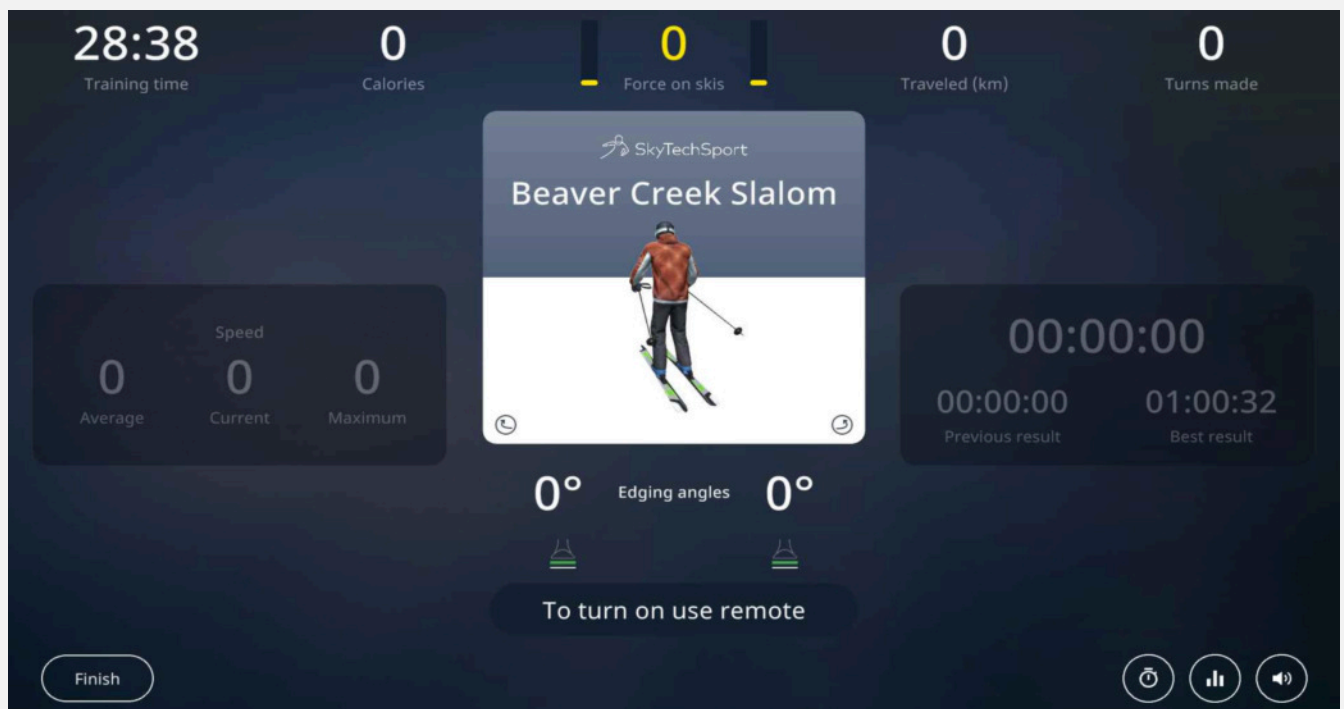 28:38
Training time
0
Calories
0
Force on skis
0
Traveled (km)
0
Turns made
SkyTechSport
Beaver Creek Slalom
Speed
0 0 0
Average Current Maximum
00:00:00
00:00:00 01:00:32
Previous result Best result
0° Edging angles 0°
To turn on use remote
Finish